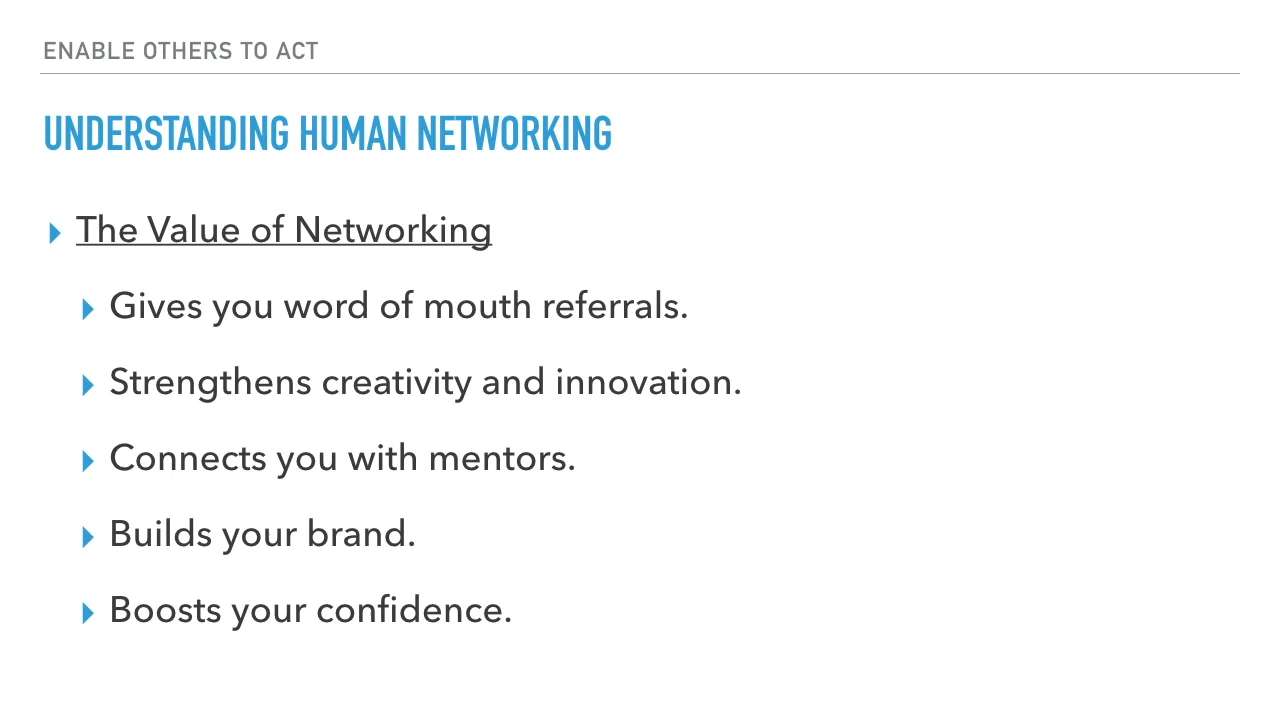 ENABLE OTHERS TO ACT
UNDERSTANDING HUMAN NETWORKING
The Value of Networking
Gives you word of mouth referrals.
Strengthens creativity and innovation.
Connects you with mentors.
Builds your brand.
Boosts your confidence.